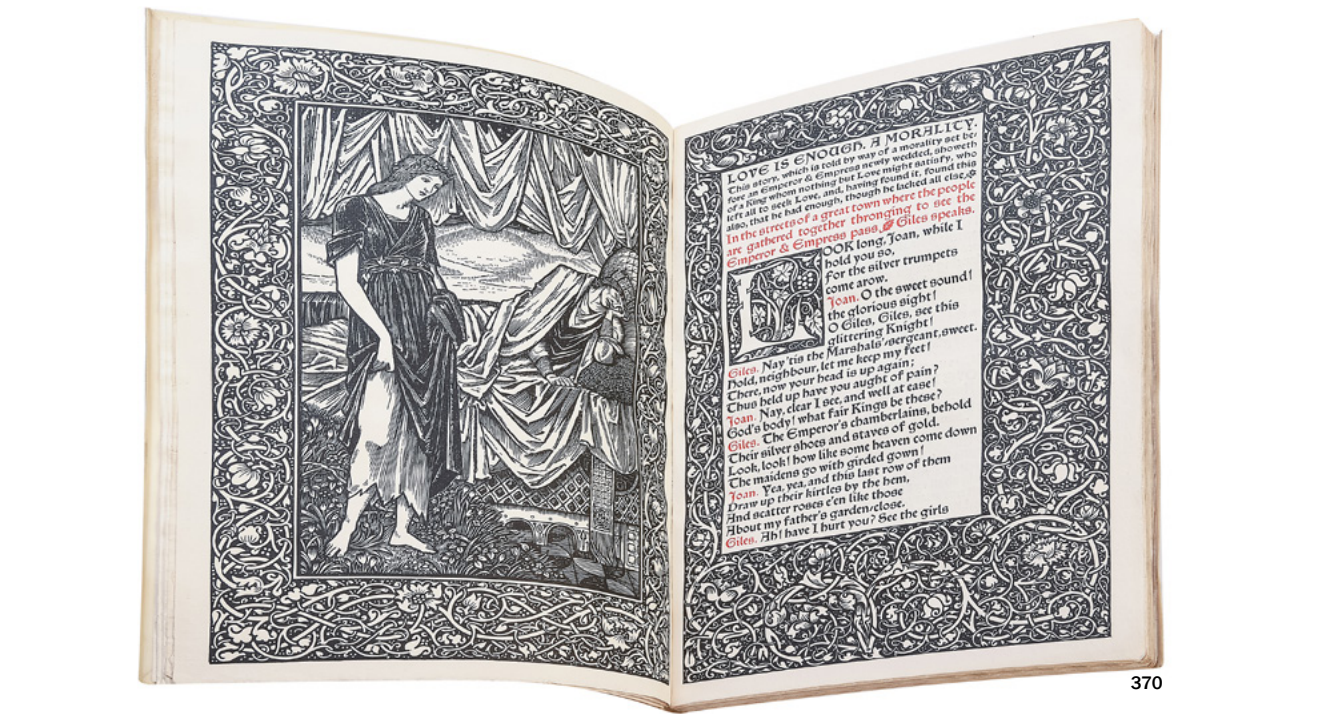 LOVE IS ENOUGH. A MORALITY.
This story, which is told by way of a morality set be-
fore an Emperor & Empress newly wedded, showeth
of a King whom nothing but Love might satisfy, who
left all to seek Love, and, having found it, found this
also, that he had enough, though he lacked all else.
In the streets of a great town where the people
are gathered together thronging to see the
Emperor & Empress pass. Giles speaks.
LOOK long, Joan, while I
hold you so,
For the silver trumpets
come arow.
Joan. O the sweet sound!
the glorious sight!
O Giles, Giles, see this
glittering Knight!
Giles. Nay 'tis the Marshals'-sergeant, sweet.
Hold, neighbour, let me keep my feet!
There, now your head is up again;
Thus held up have you aught of pain?
Joan. Nay, clear I see, and well at ease!
God's body! what fair Kings be these?
Giles. The Emperor's chamberlains, behold
Their silver shoes and staves of gold.
Look, look! how like some heaven come down
The maidens go with girded gown!
Joan. Yea, yea, and this last row of them
Draw up their kirtles by the hem,
And scatter roses e'en like those
About my father's garden-close.
Giles. Ah! have I hurt you? See the girls
370